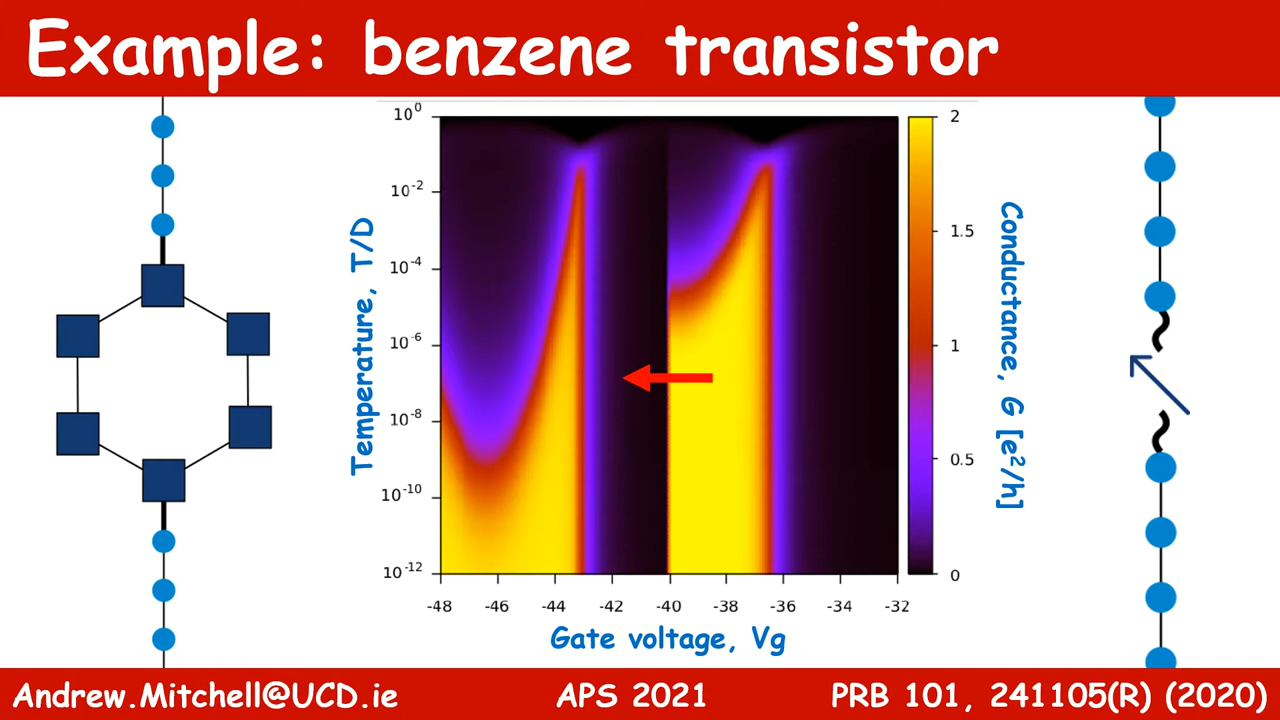 Example: benzene transistor
10^0
10^-2
10^-4
10^-6
10^-8
10^-10
10^-12
Temperature, T/D
-48 -46 -44 -42 -40 -38 -36 -34 -32
Gate voltage, Vg
2
1.5
1
0.5
0
Conductance, G [e^2/h]
Andrew.Mitchell@UCD.ie APS 2021 PRB 101, 241105(R) (2020)